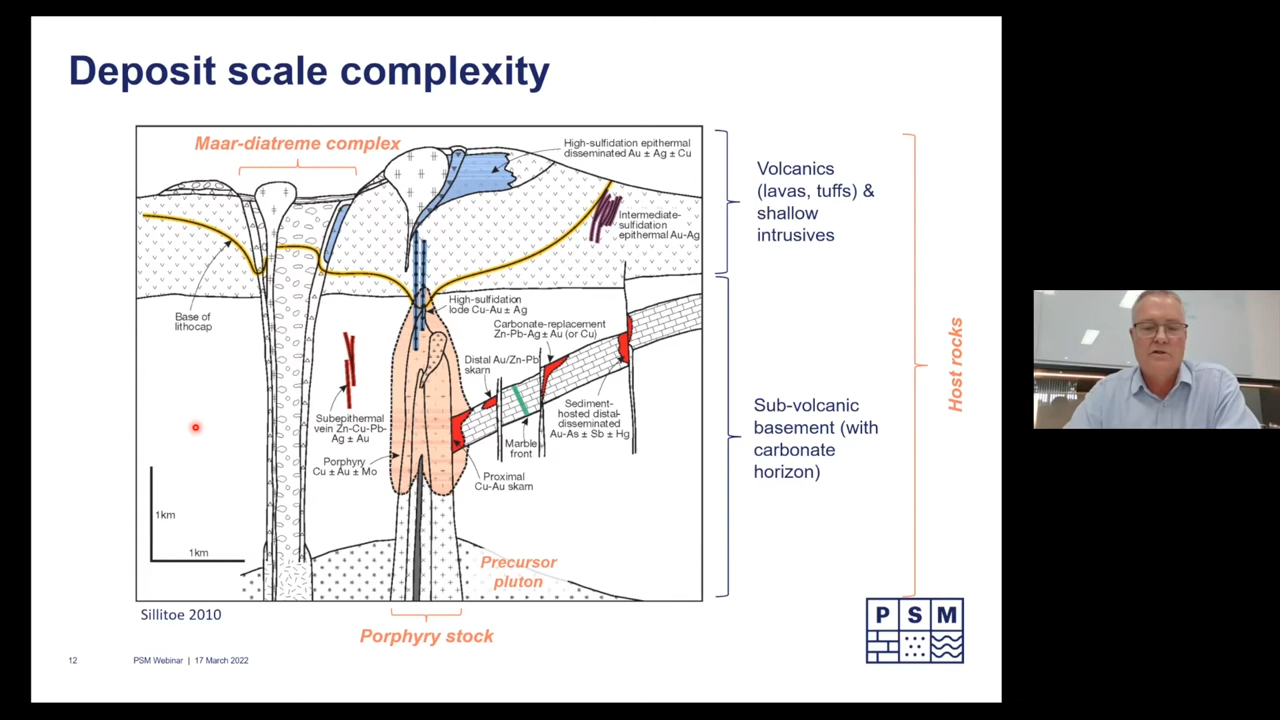 Deposit scale complexity
Maar-diatreme complex
High-sulfidation epithermal
disseminated Au ± Ag ± Cu
Intermediate-
sulfidation
epithermal Au-Ag
Base of
lithocap
High-sulfidation
lode Cu-Au ± Ag
Carbonate-replacement
Zn-Pb-Ag ± Au (or Cu)
Distal Au/Zn-Pb
skarn
Subepithermal
vein Zn-Cu-Pb-
Ag ± Au
Sediment-
hosted distal-
disseminated
Au-As ± Sb ± Hg
Marble
front
Porphyry
Cu ± Au ± Mo
Proximal
Cu-Au skarn
1km
1km
Precursor
pluton
Sillitoe 2010
Porphyry stock
Volcanics
(lavas, tuffs) &
shallow
intrusives
Sub-volcanic
basement (with
carbonate
horizon)
Host rocks
P S M
12
PSM Webinar | 17 March 2022